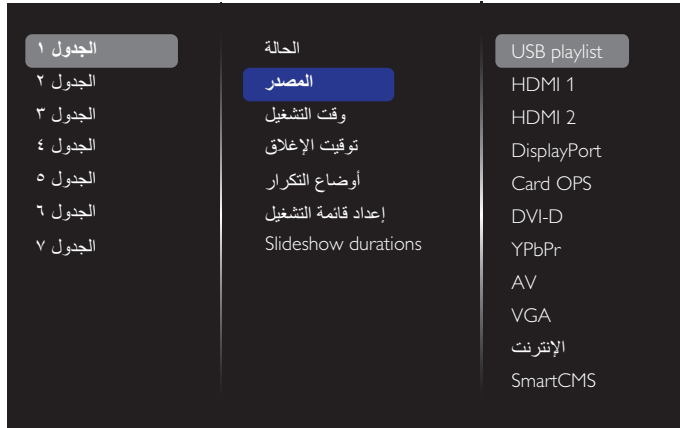 الجدول ١
الجدول ٢
الجدول ٣
الجدول ٤
الجدول ٥
الجدول ٦
الجدول ٧
الحالة
المصدر
وقت التشغيل
توقيت الإغلاق
أوضاع التكرار
إعداد قائمة التشغيل
Slideshow durations
USB playlist
HDMI 1
HDMI 2
DisplayPort
Card OPS
DVI-D
YPbPr
AV
VGA
الإنترنت
SmartCMS